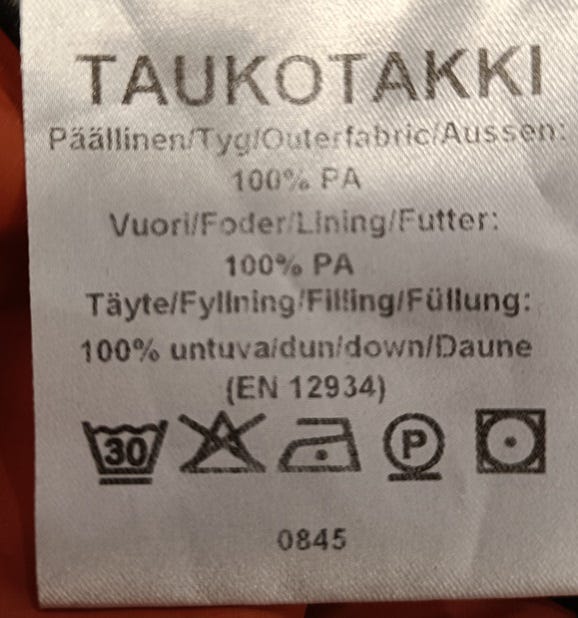 TAUKOTAKKI
Päällinen/Tyg/Outerfabric/Aussen:
100% PA
Vuori/Foder/Lining/Futter:
100% PA
Täyte/Fyllning/Filling/Füllung:
100% untuva/dun/down/Daune
(EN 12934)
30 P
0845